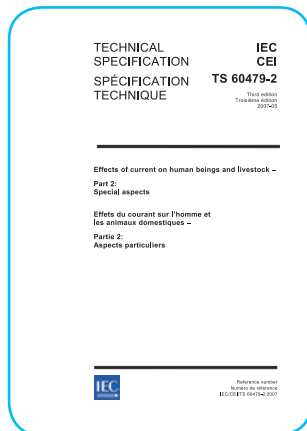 TECHNICAL
SPECIFICATION
IEC
CEI
SPÉCIFICATION
TECHNIQUE
TS 60479-2
Third edition
Troisième édition
2007-05
Effects of current on human beings and livestock –
Part 2:
Special aspects
Effets du courant sur l'homme et
les animaux domestiques –
Partie 2:
Aspects particuliers
IEC
Reference number
Numéro de référence
IEC/CEI/TS 60479-2:2007